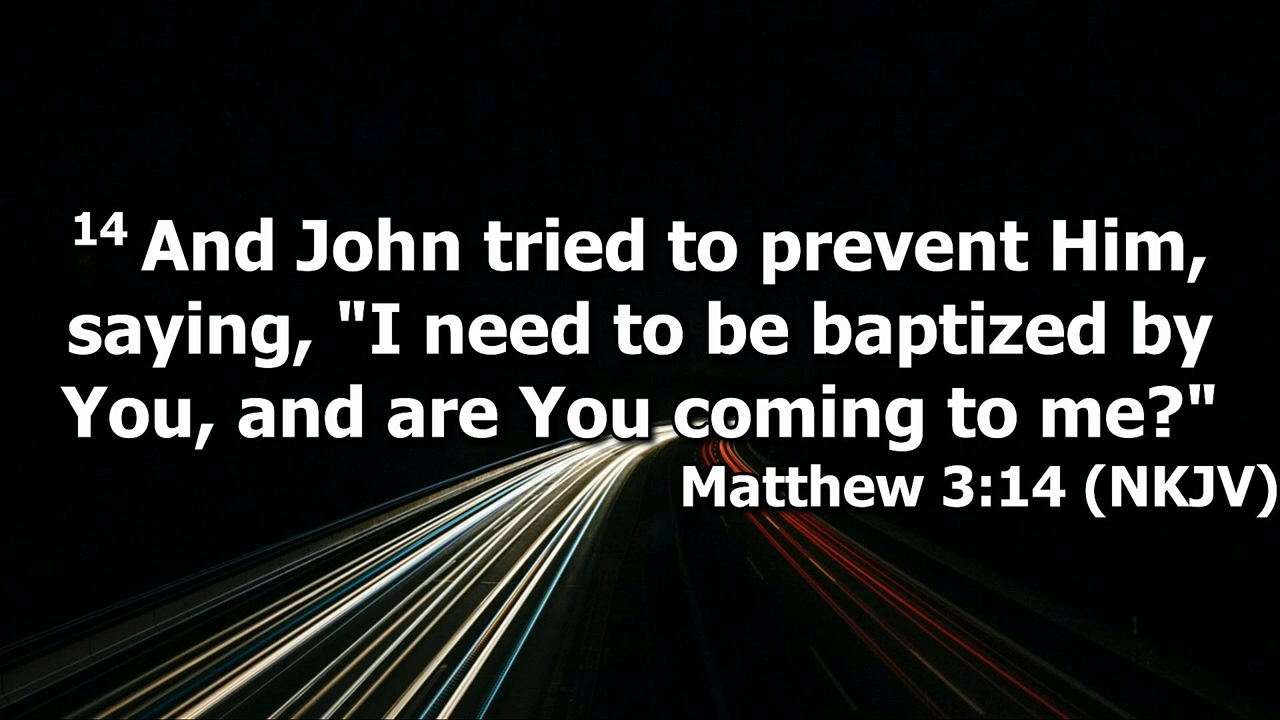 14 And John tried to prevent Him,
saying, "I need to be baptized by
You, and are You coming to me?"
Matthew 3:14 (NKJV)